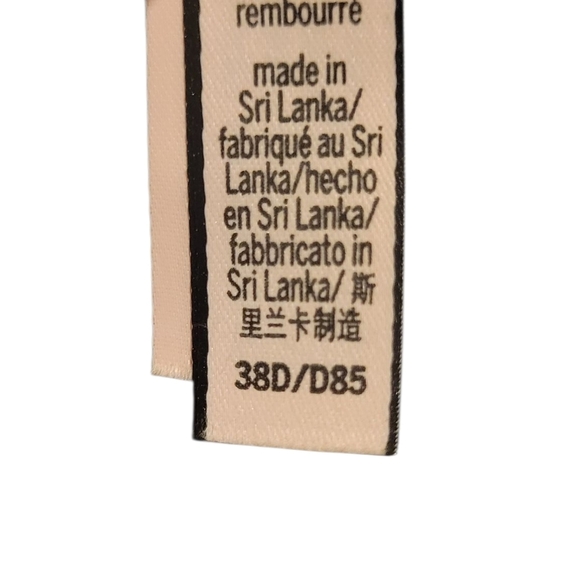 rembourré
made in
Sri Lanka/
fabriqué au Sri
Lanka/hecho
en Sri Lanka/
fabbricato in
Sri Lanka/ 斯
里兰卡制造
38D/D85